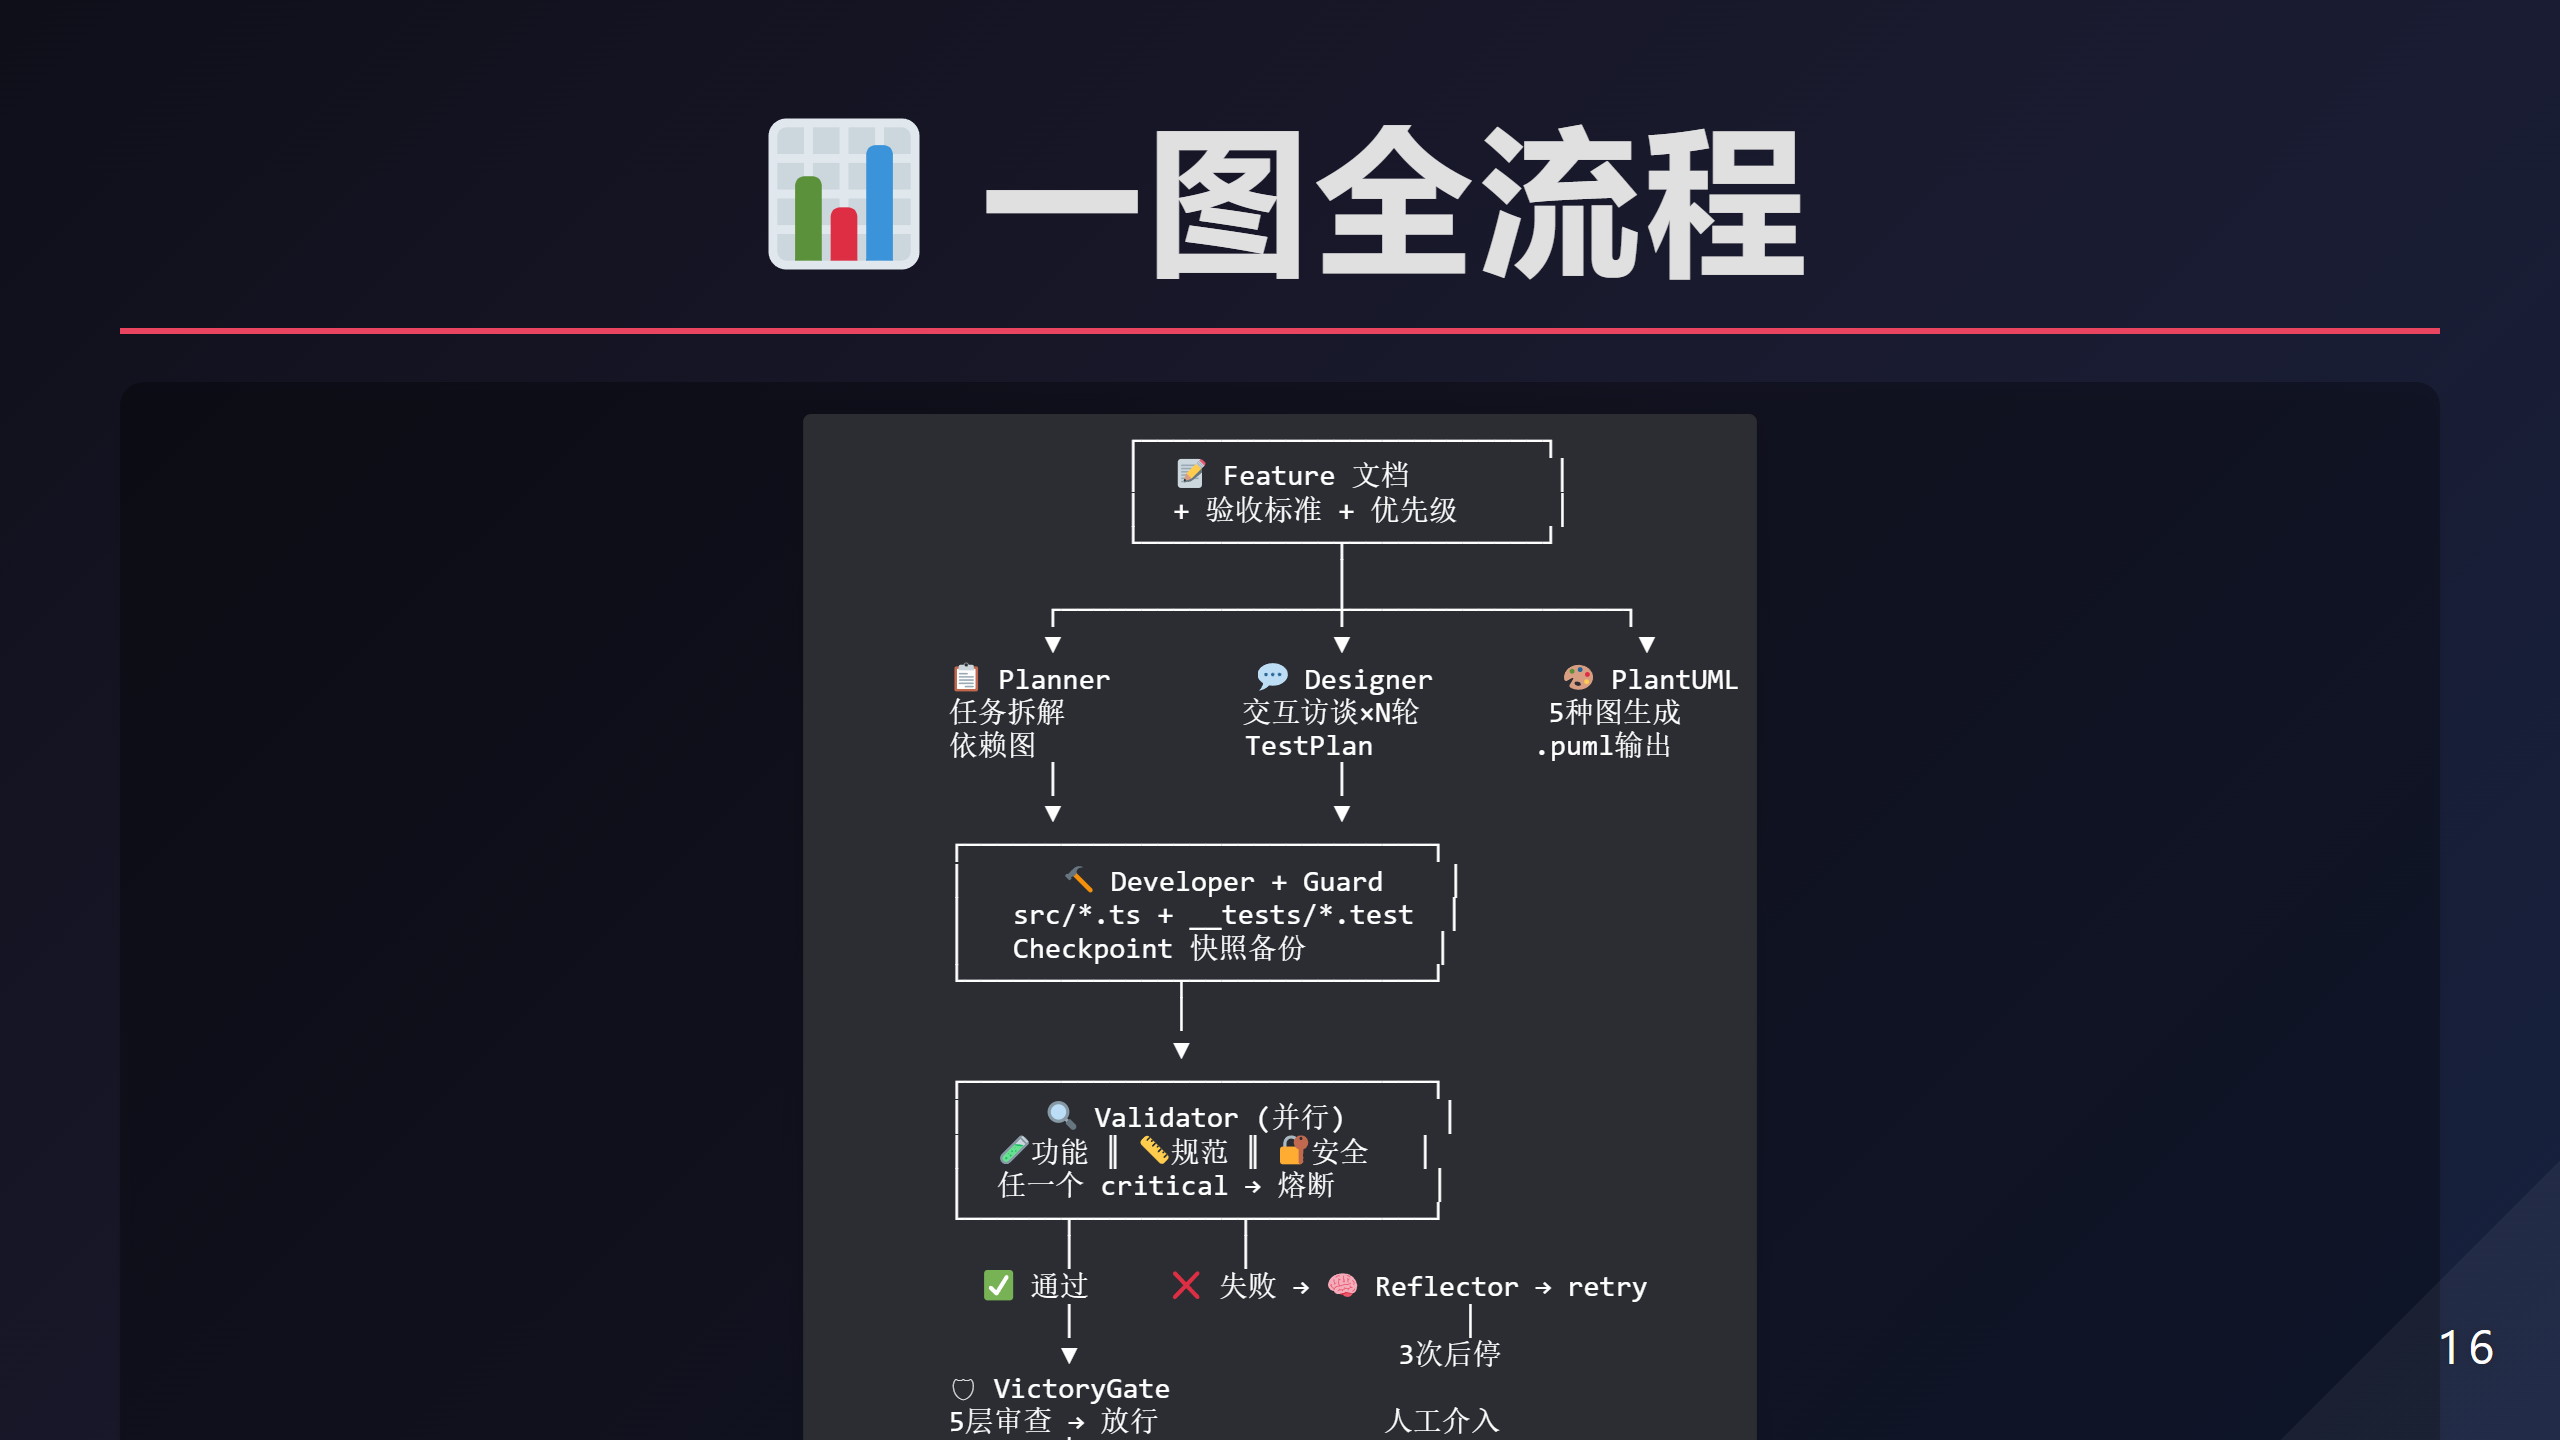 📊 一图全流程
📝 Feature 文档
+ 验收标准 + 优先级
📋 Planner 💬 Designer 🎨 PlantUML
任务拆解 交互访谈×N轮 5种图生成
依赖图 TestPlan .puml输出
🔨 Developer + Guard
src/*.ts + __tests/*.test
Checkpoint 快照备份
🔍 Validator (并行)
🧪功能 ║ 📏规范 ║ 🔐安全
任一个 critical → 熔断
✅ 通过 ❌ 失败 → 🧠 Reflector → retry
3次后停
🛡 VictoryGate
5层审查 → 放行 人工介入
16